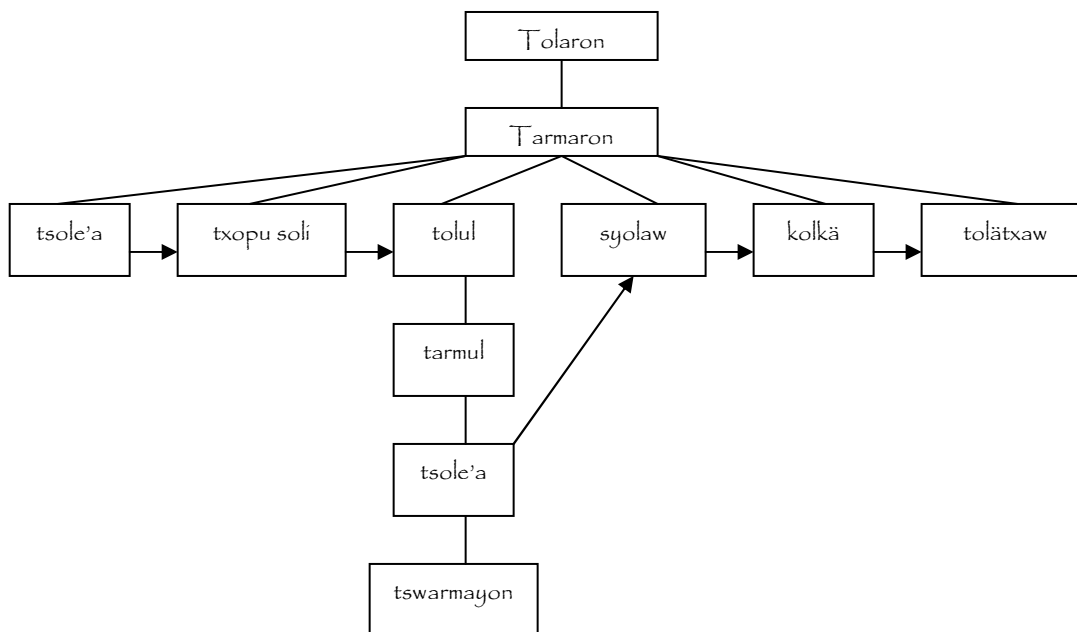 Tolaron
Tarmaron
tsole'a
txopu soli
tolul
syolaw
kolkä
tolätxaw
tarmul
tsole'a
tswarmayon